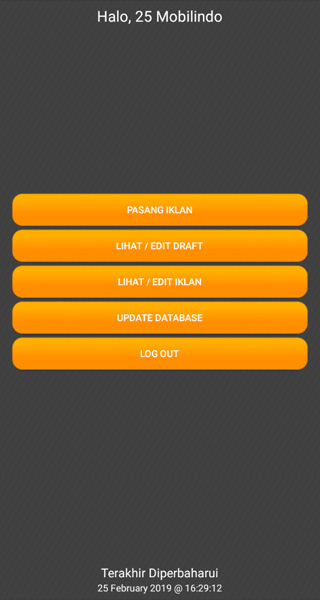 Halo, 25 Mobilindo
PASANG IKLAN
LIHAT / EDIT DRAFT
LIHAT / EDIT IKLAN
UPDATE DATABASE
LOG OUT
Terakhir Diperbaharui
25 February 2019 @ 16:29:12